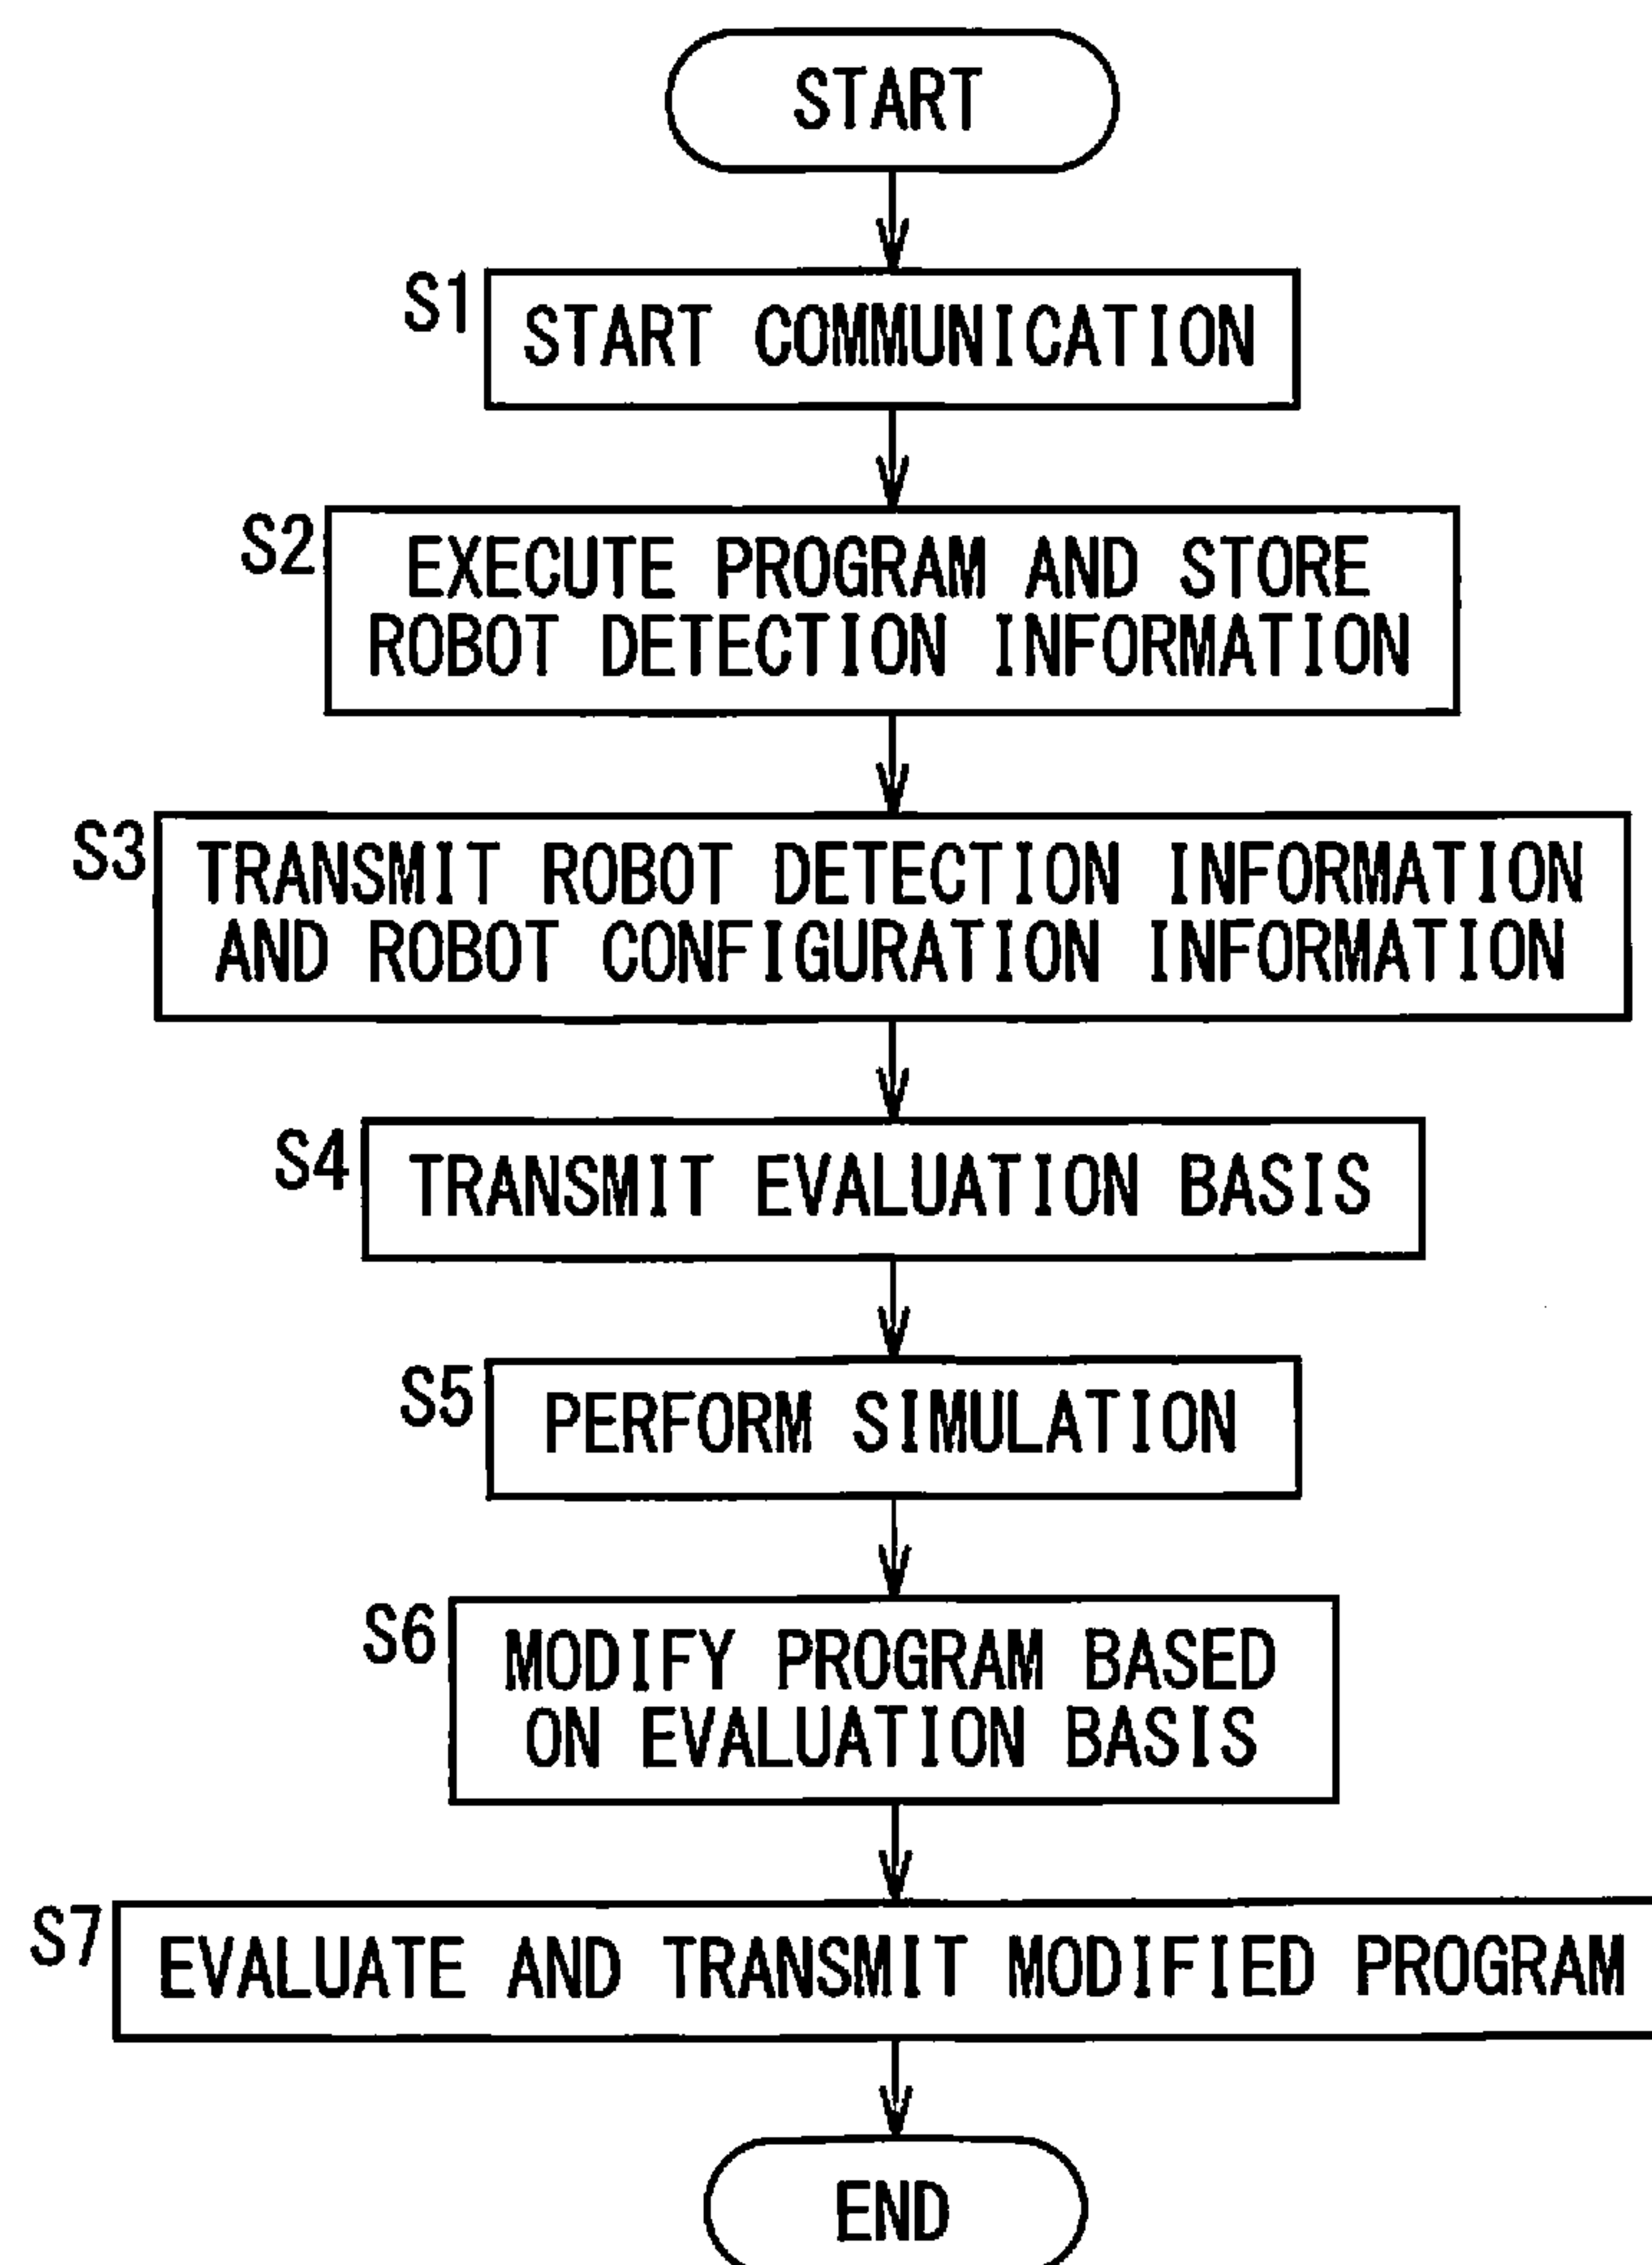 START
S1
START COMMUNICATION
S2
EXECUTE PROGRAM AND STORE
ROBOT DETECTION INFORMATION
S3
TRANSMIT ROBOT DETECTION INFORMATION
AND ROBOT CONFIGURATION INFORMATION
S4
TRANSMIT EVALUATION BASIS
S5
PERFORM SIMULATION
S6
MODIFY PROGRAM BASED
ON EVALUATION BASIS
S7
EVALUATE AND TRANSMIT MODIFIED PROGRAM
END